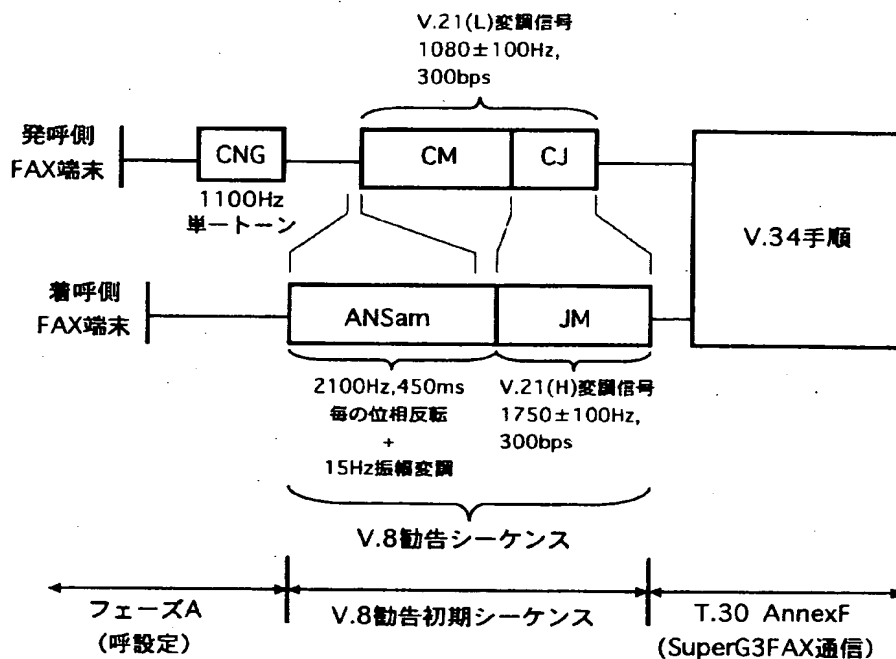 V.21(L)変調信号
1080±100Hz,
300bps
発呼側
FAX端末
CNG
CM
CJ
1100Hz
単一トーン
V.34手順
着呼側
FAX端末
ANSam
JM
2100Hz,450ms
毎の位相反転
+
15Hz振幅変調
V.21(H)変調信号
1750±100Hz,
300bps
V.8勧告シーケンス
フェーズA
(呼設定)
V.8勧告初期シーケンス
T.30 AnnexF
(SuperG3FAX通信)